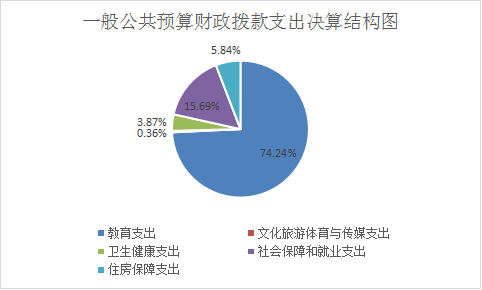 一般公共预算财政拨款支出决算结构图
5.84%
15.69%
3.87%
0.36%
74.24%
教育支出
文化旅游体育与传媒支出
卫生健康支出
社会保障和就业支出
住房保障支出